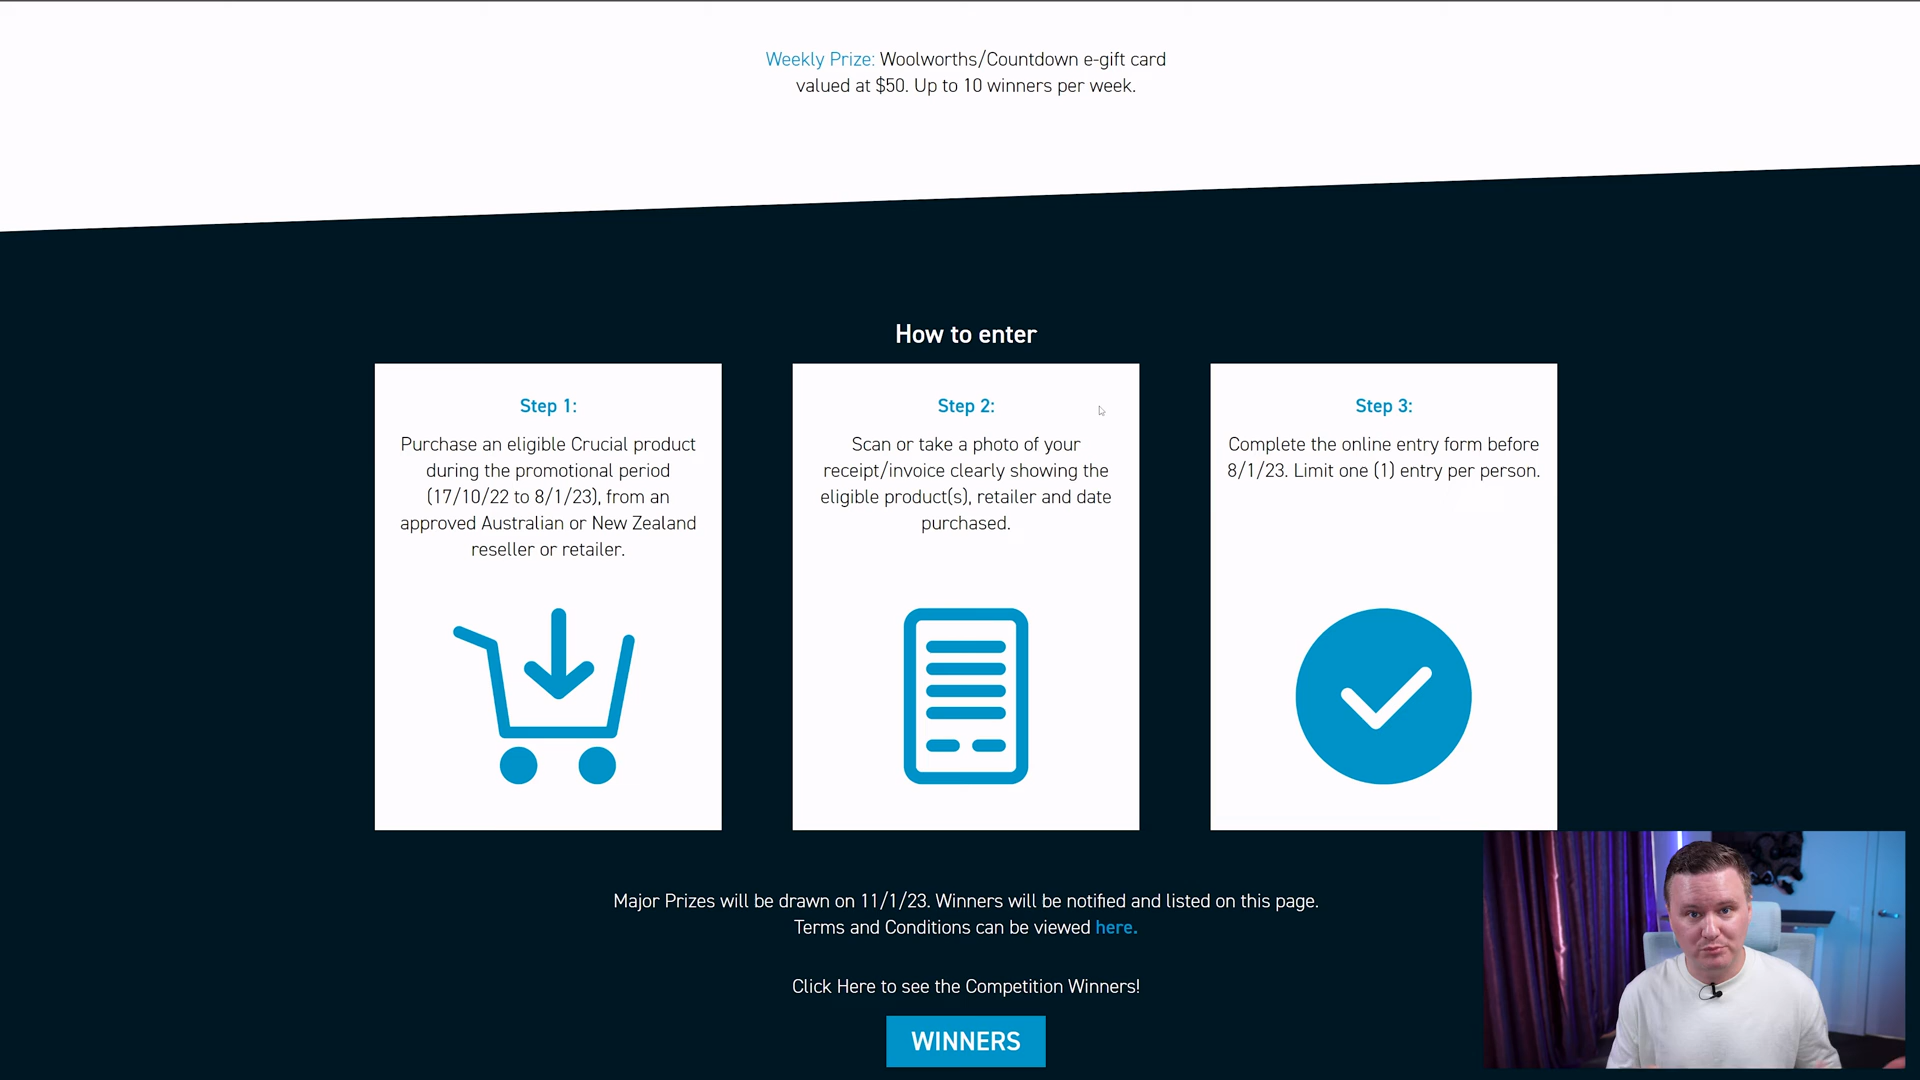 Weekly Prize: Woolworths/Countdown e-gift card
valued at $50. Up to 10 winners per week.
How to enter
Step 1:
Purchase an eligible Crucial product
during the promotional period
(17/10/22 to 8/1/23), from an
approved Australian or New Zealand
reseller or retailer.
Step 2:
Scan or take a photo of your
receipt/invoice clearly showing the
eligible product(s), retailer and date
purchased.
Step 3:
Complete the online entry form before
8/1/23. Limit one (1) entry per person.
Major Prizes will be drawn on 11/1/23. Winners will be notified and listed on this page.
Terms and Conditions can be viewed here.
Click Here to see the Competition Winners!
WINNERS